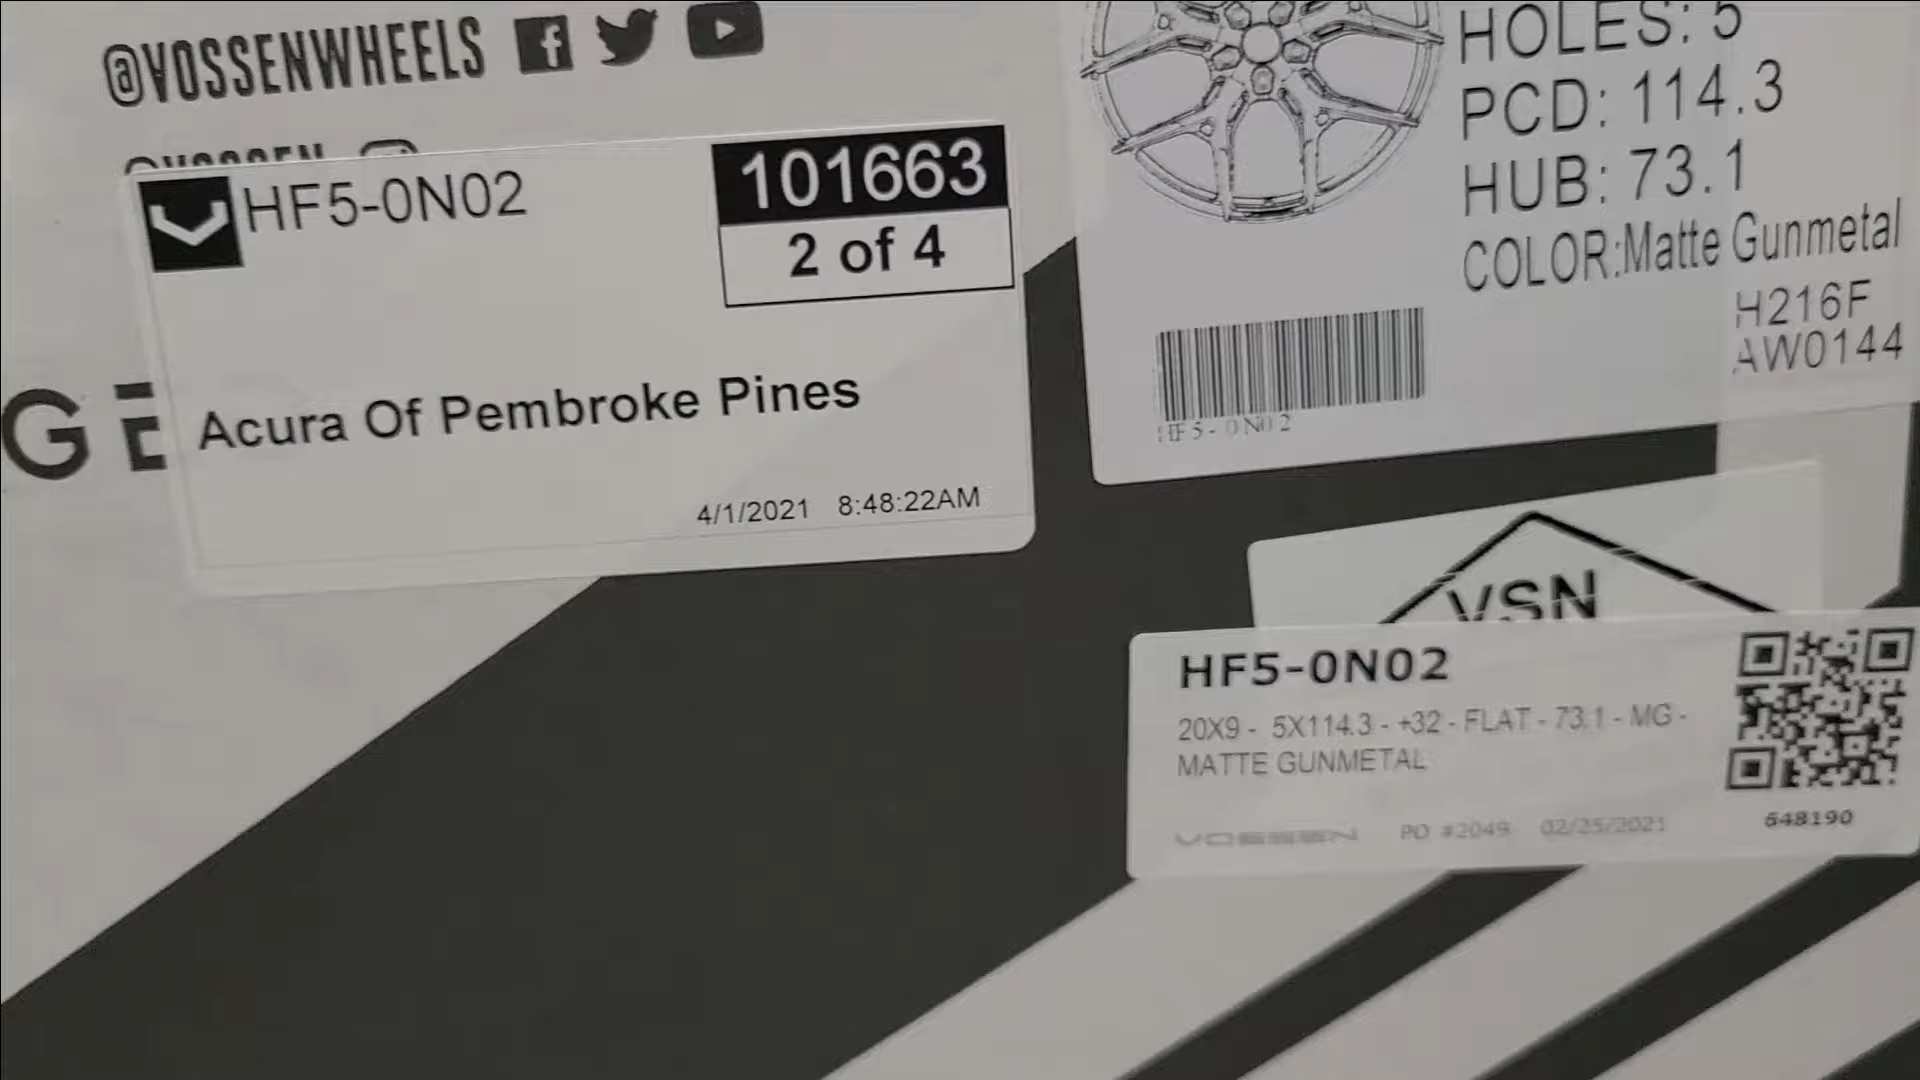 @VOSSENWHEELS
HF5-0N02
101663
2 of 4
Acura Of Pembroke Pines
4/1/2021 8:48:22AM
GE
HOLES: 5
PCD: 114.3
HUB: 73.1
COLOR:Matte Gunmetal
H216F
AW0144
HF5-0N02
VSN
HF5-0N02
20X9 - 5X114.3 - +32 - FLAT - 73.1 - MG -
MATTE GUNMETAL
VOSSEN PO #2049 02/25/2021
648190